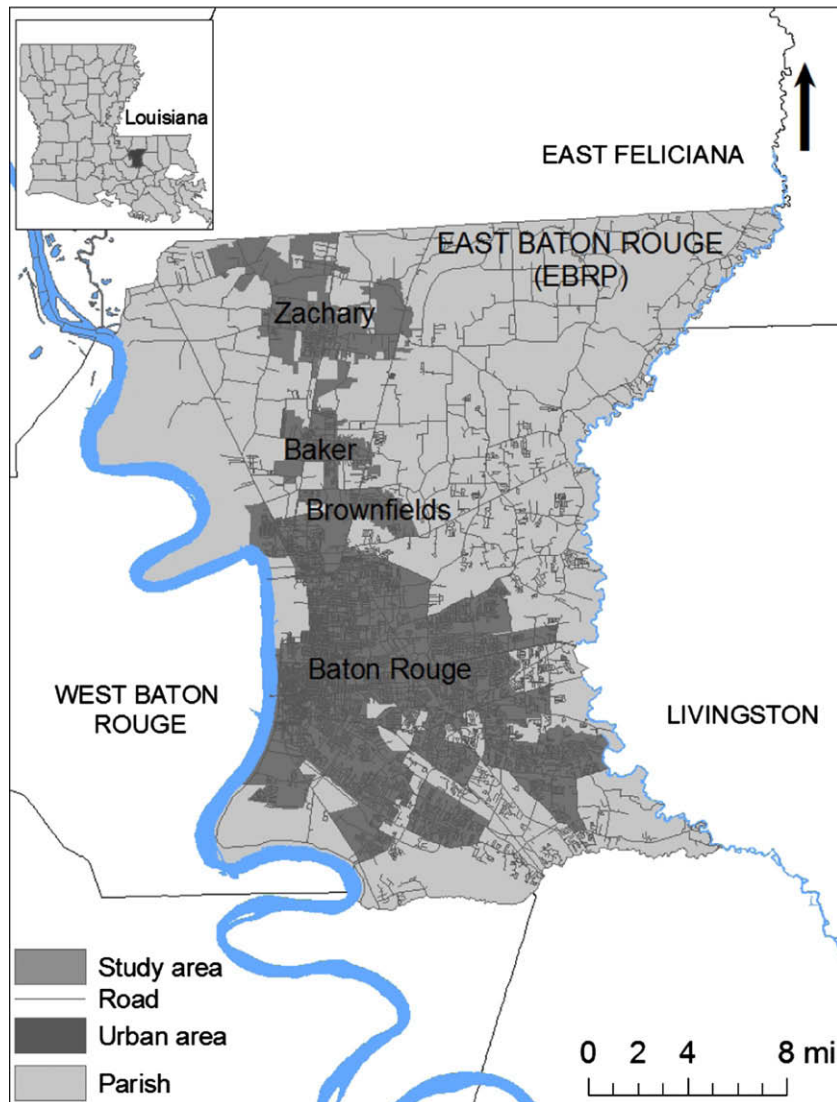 Louisiana
EAST FELICIANA
EAST BATON ROUGE
(EBRP)
Zachary
Baker
Brownfields
Baton Rouge
WEST BATON
ROUGE
LIVINGSTON
Study area
Road
Urban area
Parish
0 2 4 8 mi